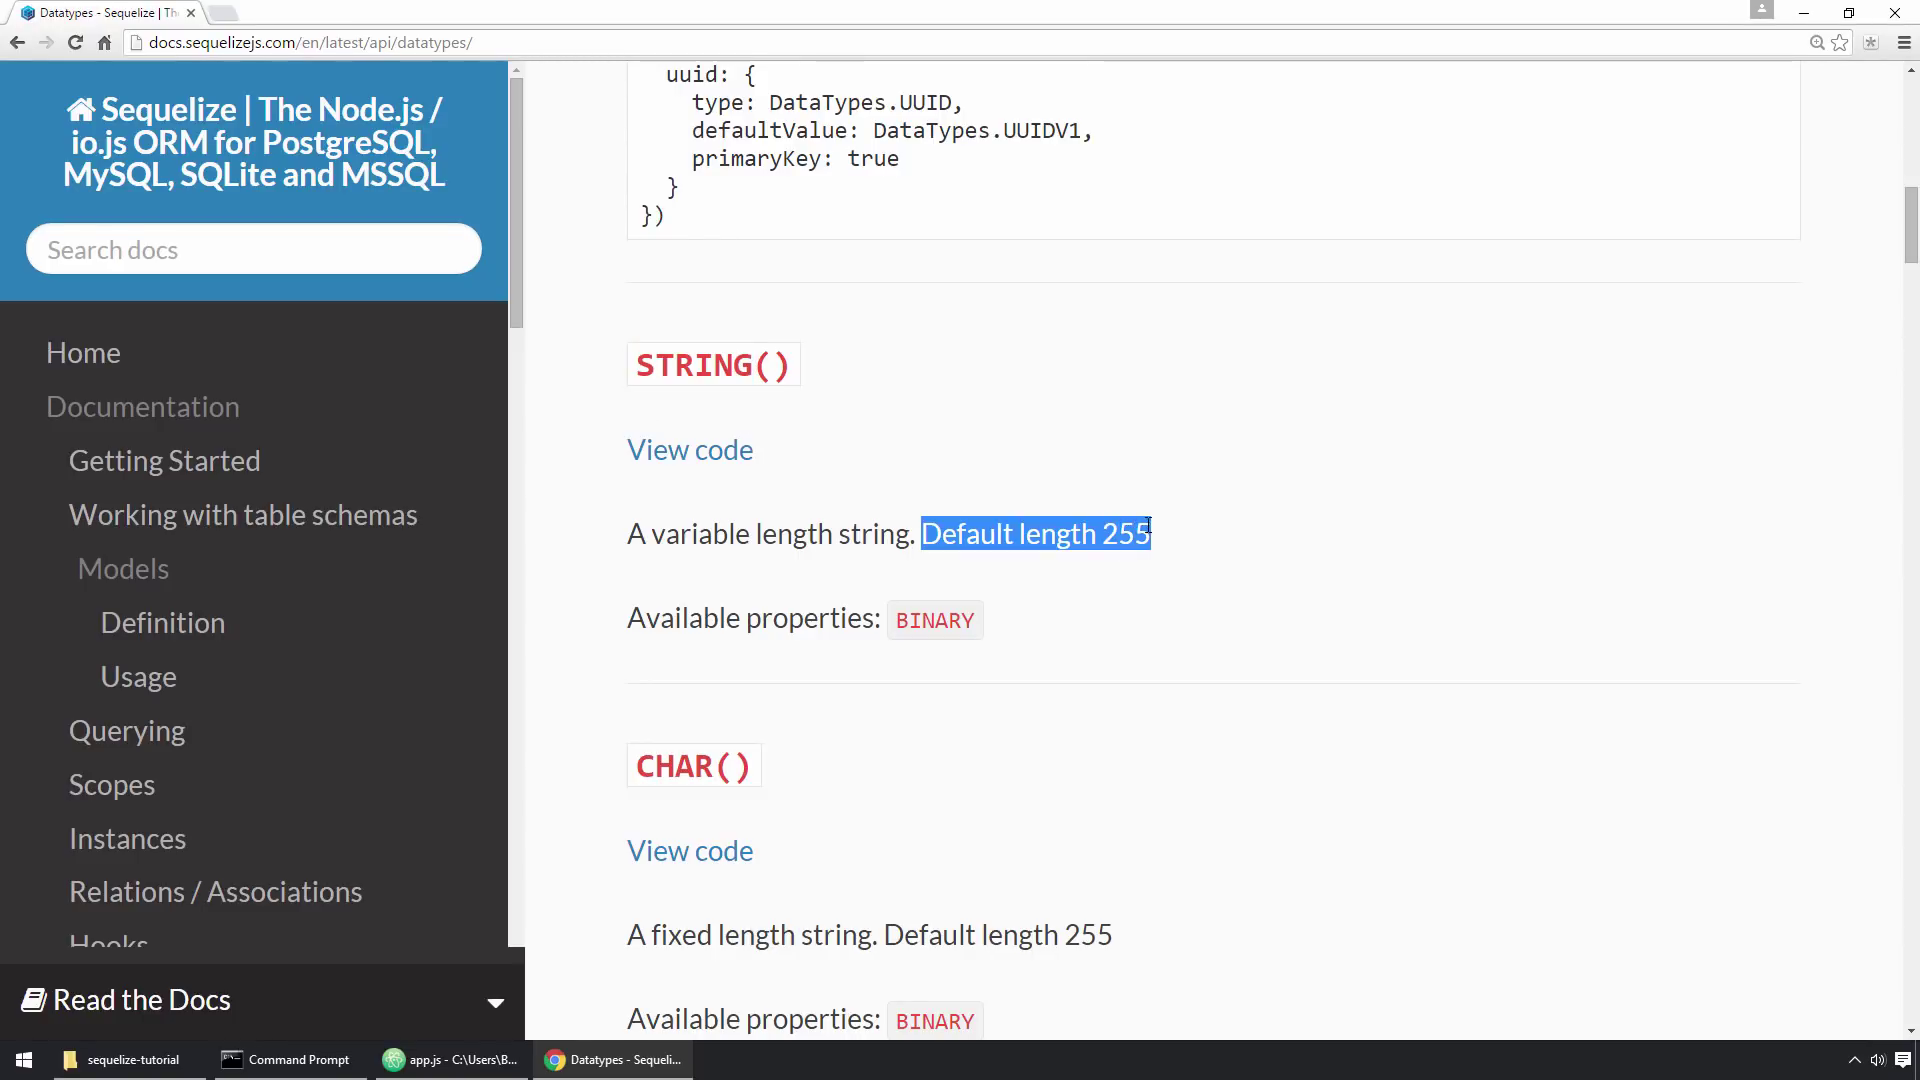 Datatypes - Sequelize | Th
docs.sequelizejs.com/en/latest/api/datatypes/
Sequelize | The Node.js /
io.js ORM for PostgreSQL,
MySQL, SQLite and MSSQL
Search docs
Home
Documentation
Getting Started
Working with table schemas
Models
Definition
Usage
Querying
Scopes
Instances
Relations / Associations
Hooks
Read the Docs
uuid: {
type: DataTypes.UUID,
defaultValue: DataTypes.UUIDV1,
primaryKey: true
}
})
STRING()
View code
A variable length string. Default length 255
Available properties: BINARY
CHAR()
View code
A fixed length string. Default length 255
Available properties: BINARY
sequelize-tutorial
Command Prompt
app.js - C:\Users\B...
Datatypes - Sequeli...